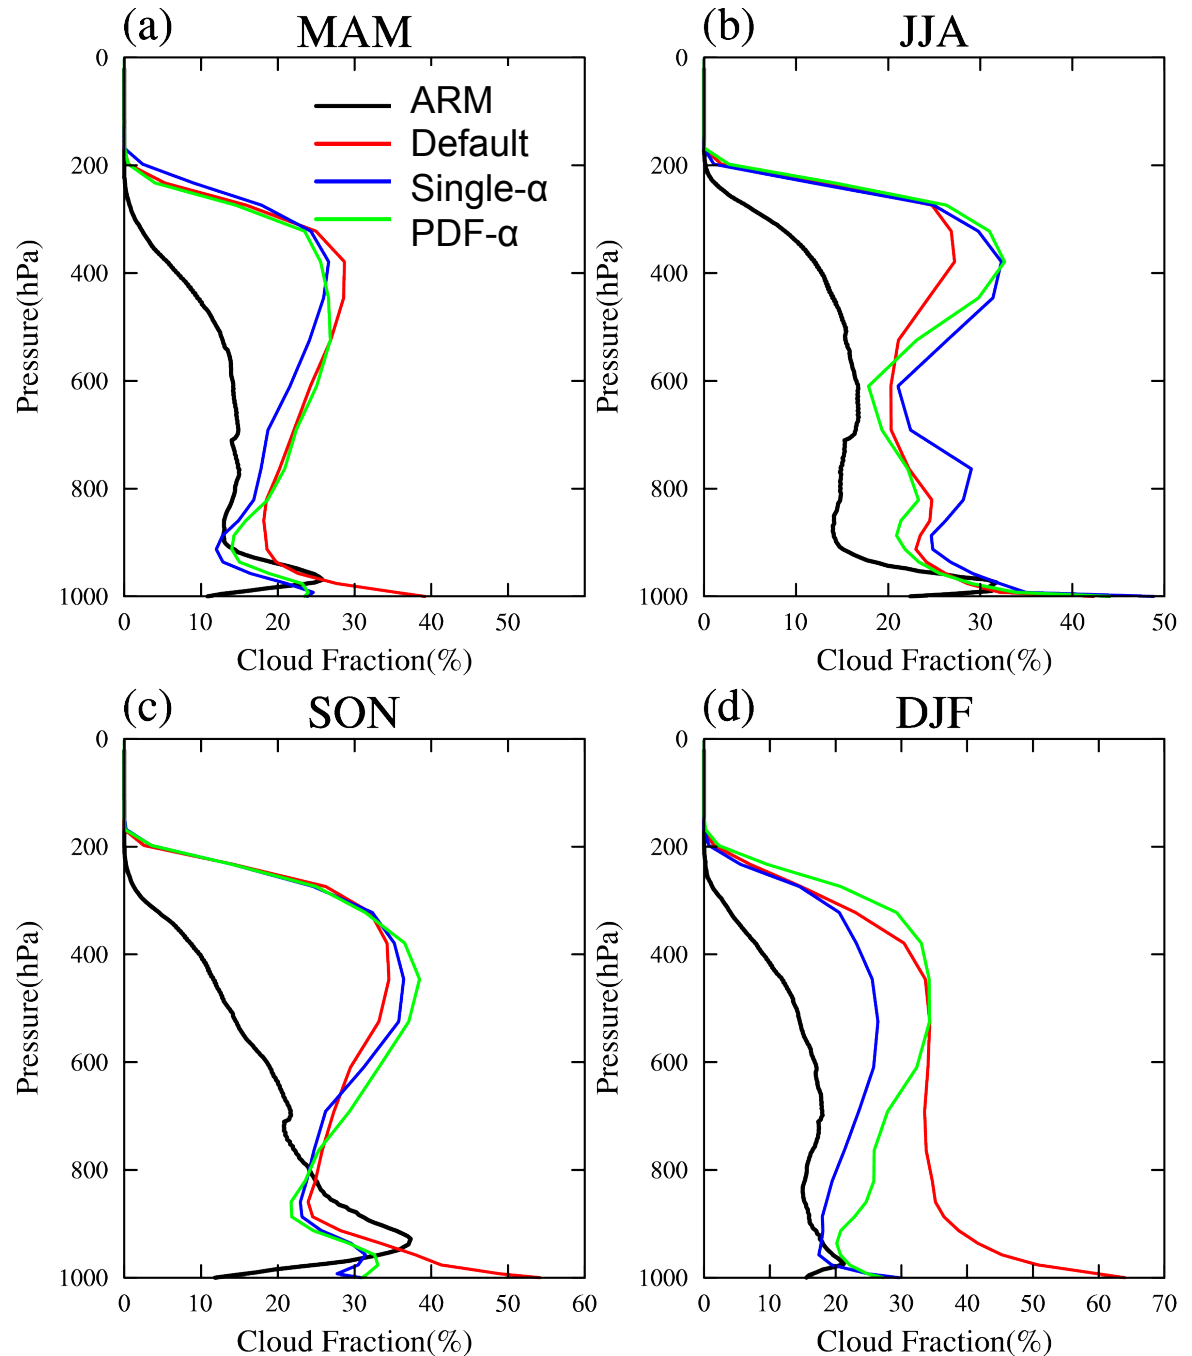 (a) MAM
0
200
400
600
800
1000
Pressure(hPa)
ARM
Default
Single-α
PDF-α
0 10 20 30 40 50 60
Cloud Fraction(%)
(b) JJA
0
200
400
600
800
1000
Pressure(hPa)
0 10 20 30 40 50
Cloud Fraction(%)
(c) SON
0
200
400
600
800
1000
Pressure(hPa)
0 10 20 30 40 50 60
Cloud Fraction(%)
(d) DJF
0
200
400
600
800
1000
Pressure(hPa)
0 10 20 30 40 50 60 70
Cloud Fraction(%)